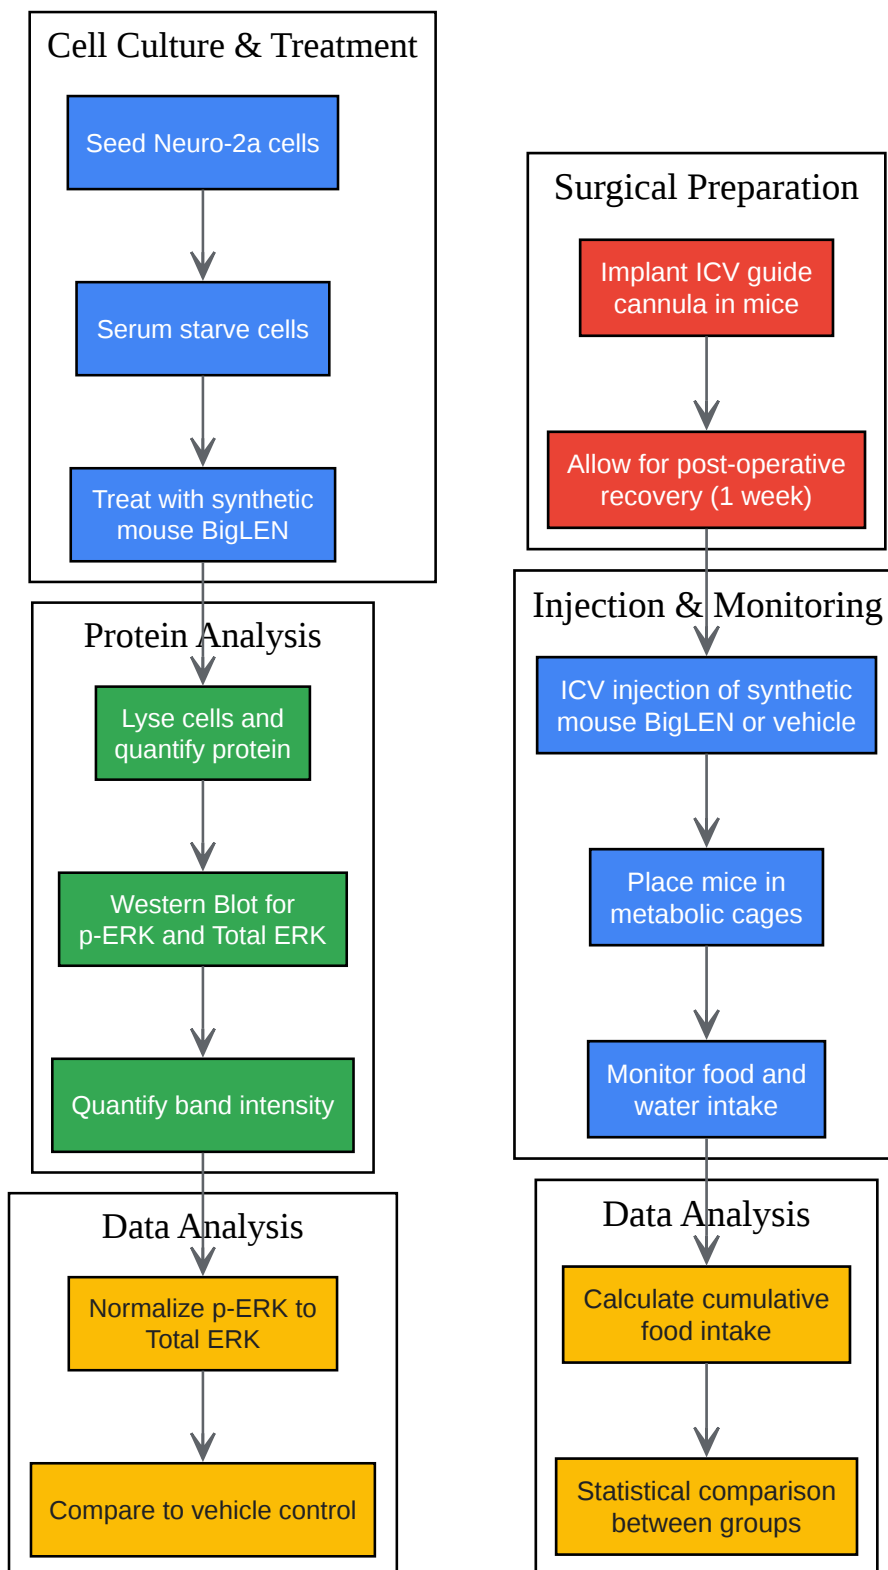 Cell Culture & Treatment
Seed Neuro-2a cells
Serum starve cells
Treat with synthetic
mouse BigLEN
Protein Analysis
Lyse cells and
quantify protein
Western Blot for
p-ERK and Total ERK
Quantify band intensity
Data Analysis
Normalize p-ERK to
Total ERK
Compare to vehicle control
Surgical Preparation
Implant ICV guide
cannula in mice
Allow for post-operative
recovery (1 week)
Injection & Monitoring
ICV injection of synthetic
mouse BigLEN or vehicle
Place mice in
metabolic cages
Monitor food and
water intake
Data Analysis
Calculate cumulative
food intake
Statistical comparison
between groups